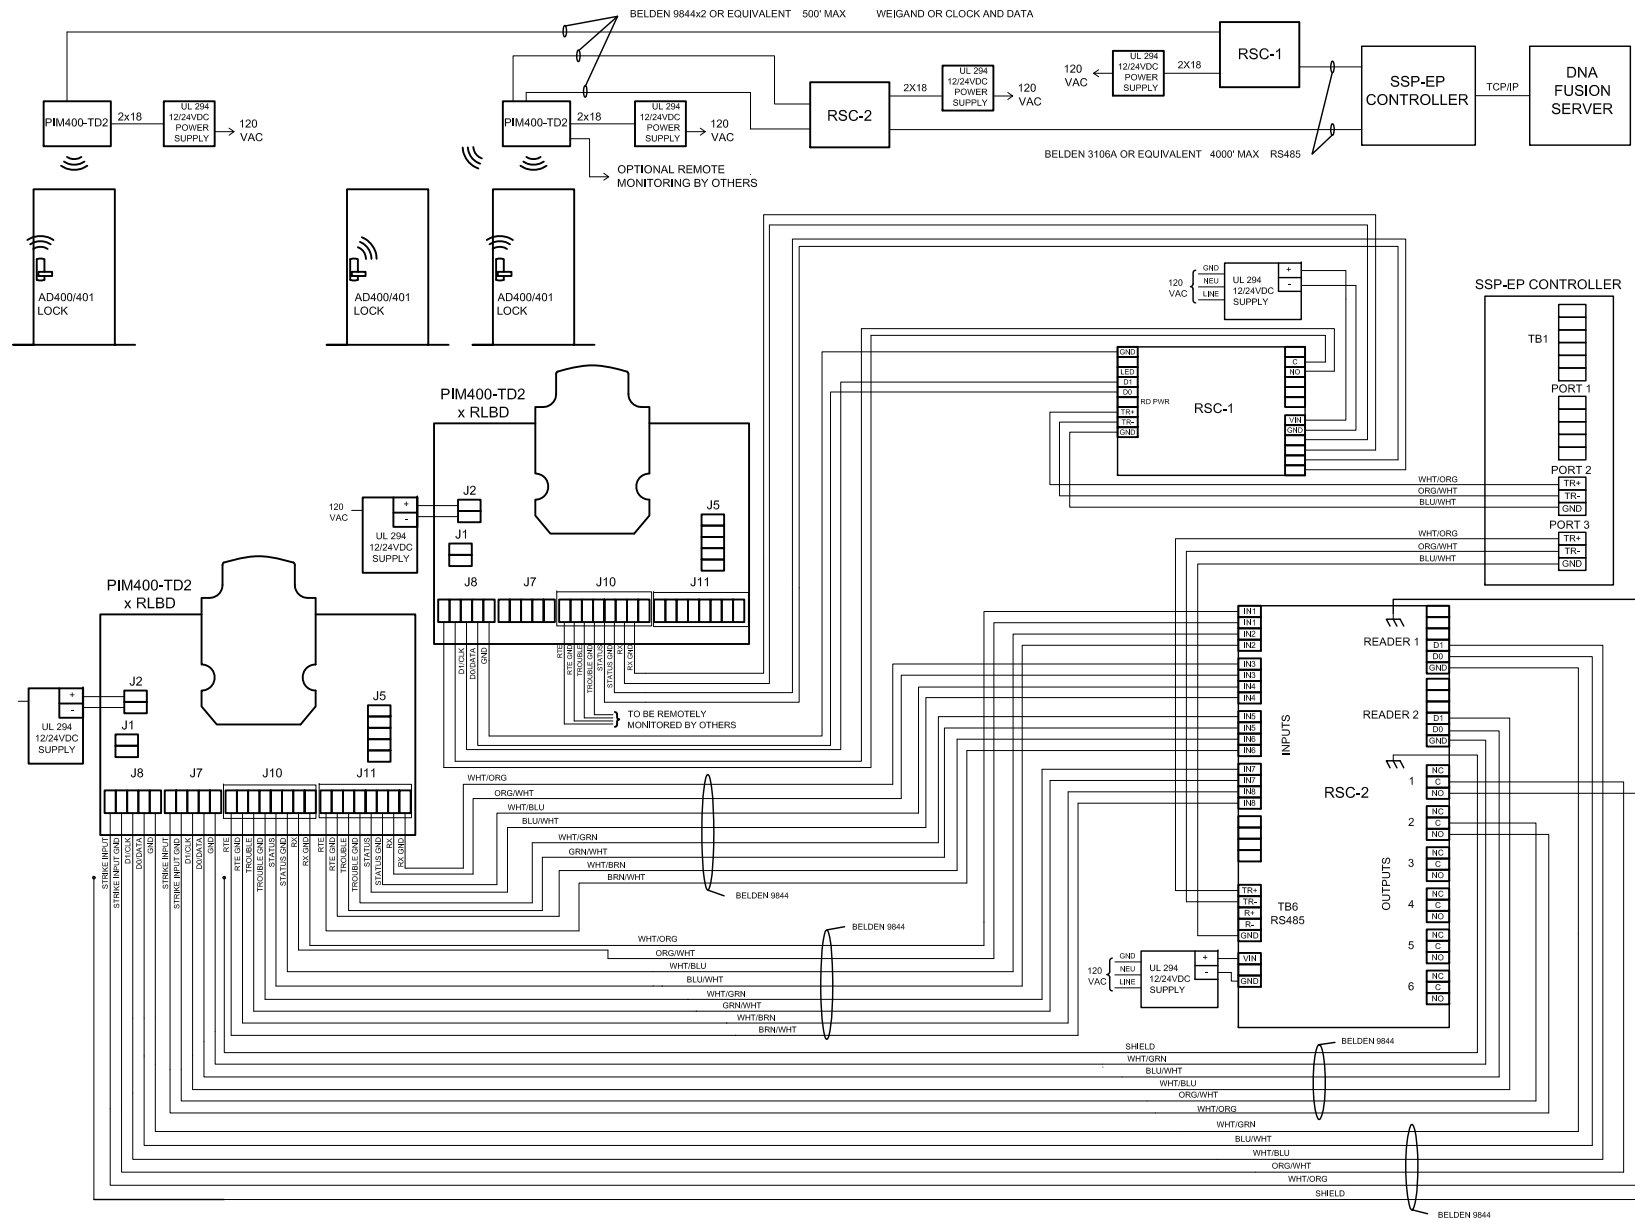 BELDEN 9844x2 OR EQUIVALENT 500' MAX WEIGAND OR CLOCK AND DATA
PIM400-TD2
2x18
UL 294
12/24VDC
POWER
SUPPLY
120
VAC
PIM400-TD2
2x18
UL 294
12/24VDC
POWER
SUPPLY
120
VAC
OPTIONAL REMOTE
MONITORING BY OTHERS
RSC-2
2X18
UL 294
12/24VDC
POWER
SUPPLY
120
VAC
120
VAC
UL 294
12/24VDC
POWER
SUPPLY
2X18
RSC-1
SSP-EP
CONTROLLER
TCP/IP
DNA
FUSION
SERVER
BELDEN 3106A OR EQUIVALENT 4000' MAX RS485
AD400/401
LOCK
AD400/401
LOCK
AD400/401
LOCK
120
VAC
GND
NEU
LINE
UL 294
12/24VDC
SUPPLY
+
-
GND
LED
D1
D0
RD PWR
TR+
TR-
GND
RSC-1
C
NO
VIN
GND
SSP-EP CONTROLLER
TB1
PORT 1
PORT 2
TR+
TR-
GND
PORT 3
TR+
TR-
GND
WHT/ORG
ORG/WHT
BLU/WHT
WHT/ORG
ORG/WHT
BLU/WHT
PIM400-TD2
x RLBD
120
VAC
UL 294
12/24VDC
SUPPLY
+
-
J2
J1
J5
J8
J7
J10
J11
D1/CLK
D0/DATA
GND
RTE
RTE GND
TROUBLE
TROUBLE GND
STATUS
STATUS GND
RX
RX GND
TO BE REMOTELY
MONITORED BY OTHERS
PIM400-TD2
x RLBD
UL 294
12/24VDC
SUPPLY
+
-
J2
J1
J5
J8
J7
J10
J11
STRIKE INPUT
STRIKE INPUT GND
D1/CLK
D0/DATA
GND
STRIKE INPUT
STRIKE INPUT GND
D1/CLK
D0/DATA
GND
RTE
RTE GND
TROUBLE
TROUBLE GND
STATUS
STATUS GND
RX
RX GND
RTE
RTE GND
TROUBLE
TROUBLE GND
STATUS
STATUS GND
RX
RX GND
WHT/ORG
ORG/WHT
WHT/BLU
BLU/WHT
WHT/GRN
GRN/WHT
WHT/BRN
BRN/WHT
BELDEN 9844
BELDEN 9844
WHT/ORG
ORG/WHT
WHT/BLU
BLU/WHT
WHT/GRN
GRN/WHT
WHT/BRN
BRN/WHT
IN1
IN1
IN2
IN2
IN3
IN3
IN4
IN4
IN5
IN5
IN6
IN6
IN7
IN7
IN8
IN8
INPUTS
TR+
TR-
R+
R-
GND
TB6
RS485
VIN
GND
120
VAC
GND
NEU
LINE
UL 294
12/24VDC
SUPPLY
+
-
RSC-2
READER 1
D1
D0
GND
READER 2
D1
D0
GND
OUTPUTS
1
NC
C
NO
2
NC
C
NO
3
NC
C
NO
4
NC
C
NO
5
NC
C
NO
6
NC
C
NO
SHIELD
WHT/GRN
BLU/WHT
WHT/BLU
ORG/WHT
WHT/ORG
BELDEN 9844
WHT/GRN
BLU/WHT
WHT/BLU
ORG/WHT
WHT/ORG
SHIELD
BELDEN 9844